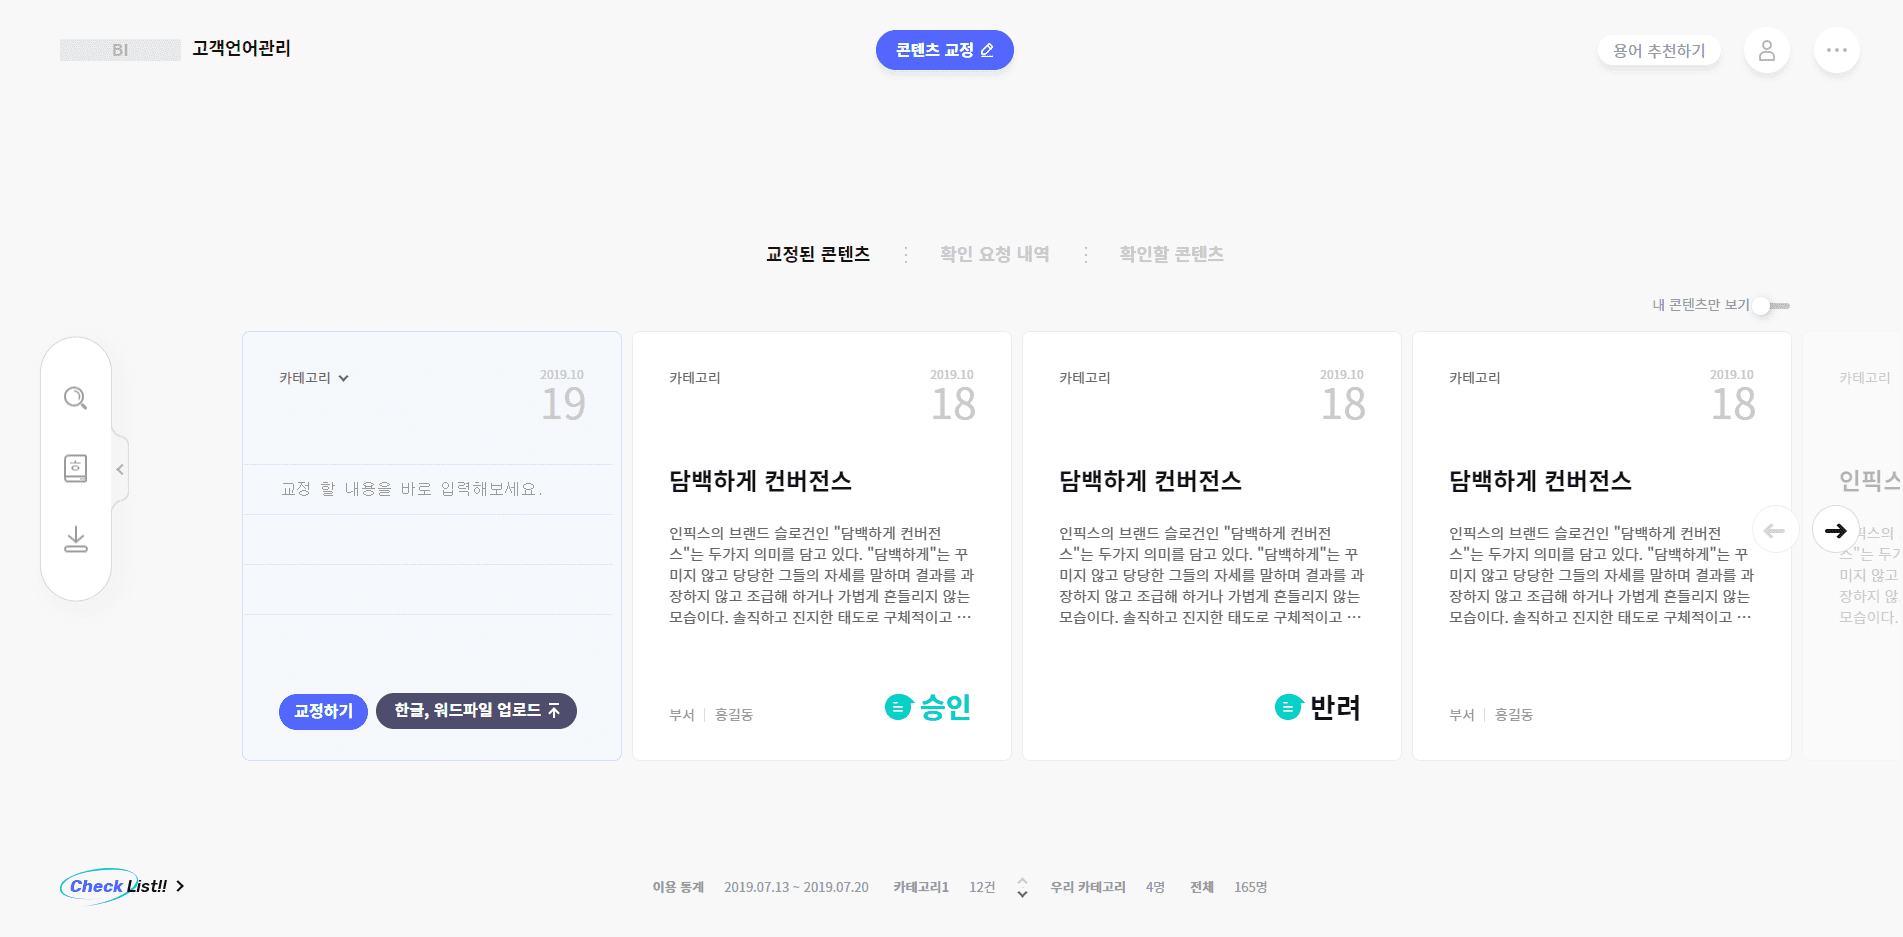 BI
고객언어관리
콘텐츠 교정
용어 추천하기
교정된 콘텐츠
확인 요청 내역
확인할 콘텐츠
내 콘텐츠만 보기
카테고리
2019.10
19
교정 할 내용을 바로 입력해보세요.
교정하기
한글, 워드파일 업로드
카테고리
2019.10
18
담백하게 컨버전스
인픽스의 브랜드 슬로건인 "담백하게 컨버전
스"는 두가지 의미를 담고 있다. "담백하게"는 꾸
미지 않고 당당한 그들의 자세를 말하며 결과를 과
장하지 않고 조급해 하거나 가볍게 흔들리지 않는
모습이다. 솔직하고 진지한 태도로 구체적이고 ···
부서
홍길동
승인
카테고리
2019.10
18
담백하게 컨버전스
인픽스의 브랜드 슬로건인 "담백하게 컨버전
스"는 두가지 의미를 담고 있다. "담백하게"는 꾸
미지 않고 당당한 그들의 자세를 말하며 결과를 과
장하지 않고 조급해 하거나 가볍게 흔들리지 않는
모습이다. 솔직하고 진지한 태도로 구체적이고 ···
반려
카테고리
2019.10
18
담백하게 컨버전스
인픽스의 브랜드 슬로건인 "담백하게 컨버전
스"는 두가지 의미를 담고 있다. "담백하게"는 꾸
미지 않고 당당한 그들의 자세를 말하며 결과를 과
장하지 않고 조급해 하거나 가볍게 흔들리지 않는
모습이다. 솔직하고 진지한 태도로 구체적이고 ···
부서
홍길동
카테고리
인픽스
스"는
미지 않고
장하지 않
모습이다.
Check List!!
이용 통계
2019.07.13 ~ 2019.07.20
카테고리1
12건
우리 카테고리
4명
전체
165명